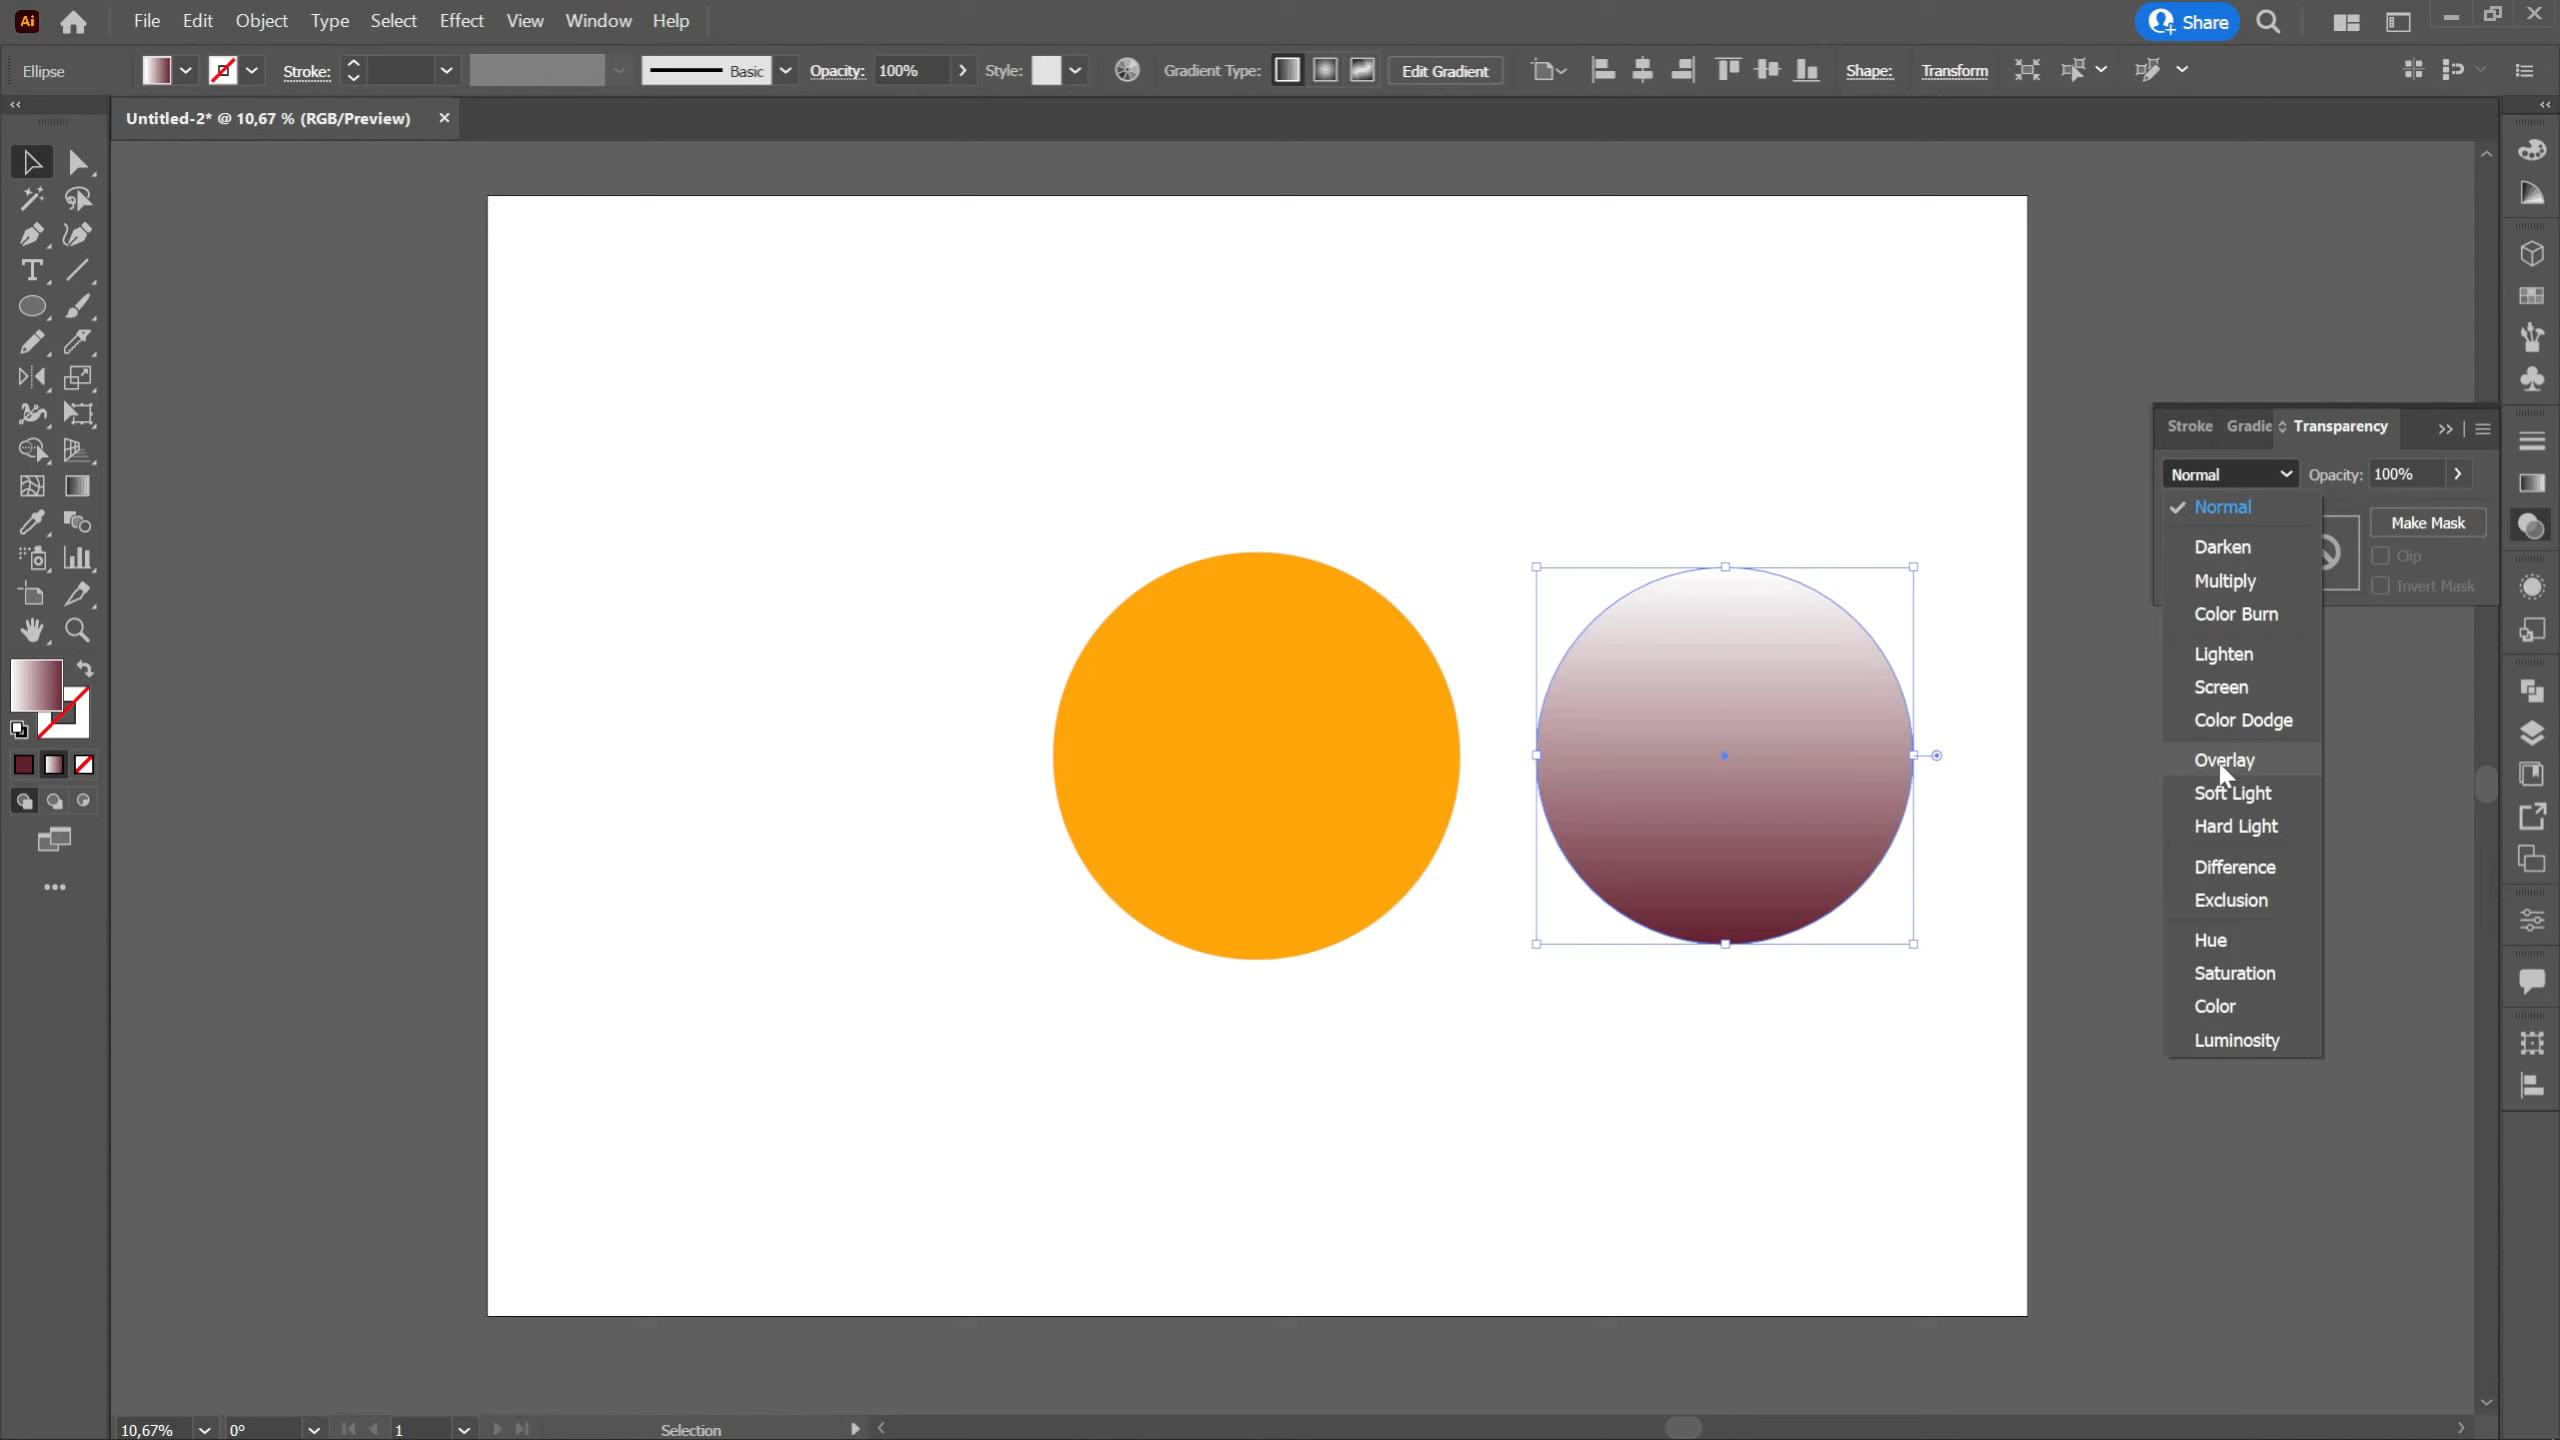 Ai File Edit Object Type Select Effect View Window Help Share
Ellipse Stroke: Basic Opacity: 100% Style: Gradient Type: Edit Gradient Shape: Transform
Untitled-2* @ 10,67 % (RGB/Preview)
Stroke Gradie Transparency
Normal Opacity: 100%
Normal
Make Mask
Darken
Clip
Multiply
Invert Mask
Color Burn
Lighten
Screen
Color Dodge
Overlay
Soft Light
Hard Light
Difference
Exclusion
Hue
Saturation
Color
Luminosity
10,67% 0° 1 Selection